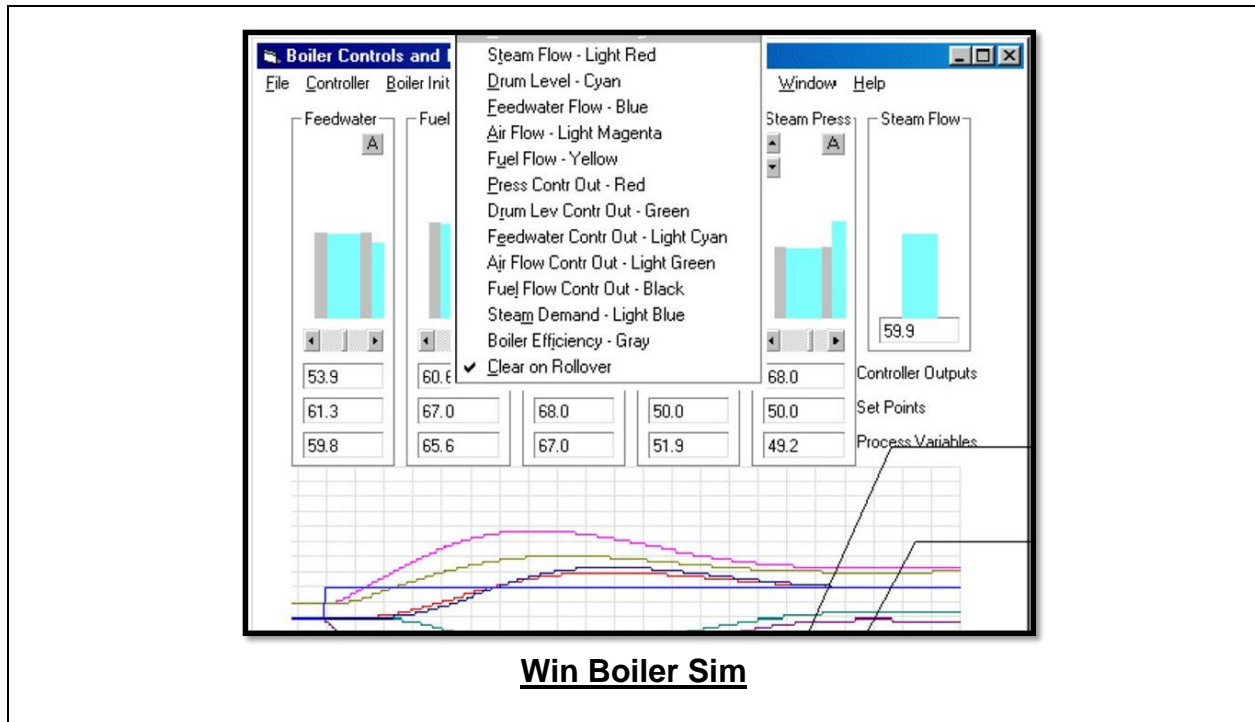 Boiler Controls and
File Controller Boiler Init Window Help
Steam Flow - Light Red
Drum Level - Cyan
Feedwater Flow - Blue
Air Flow - Light Magenta
Fuel Flow - Yellow
Press Contr Out - Red
Drum Lev Contr Out - Green
Feedwater Contr Out - Light Cyan
Air Flow Contr Out - Light Green
Fuel Flow Contr Out - Black
Steam Demand - Light Blue
Boiler Efficiency - Gray
Clear on Rollover
Feedwater Fuel Steam Press Steam Flow
A A
59.9
53.9 60.6 68.0 Controller Outputs
61.3 67.0 68.0 50.0 50.0 Set Points
59.8 65.6 67.0 51.9 49.2 Process Variables
Win Boiler Sim